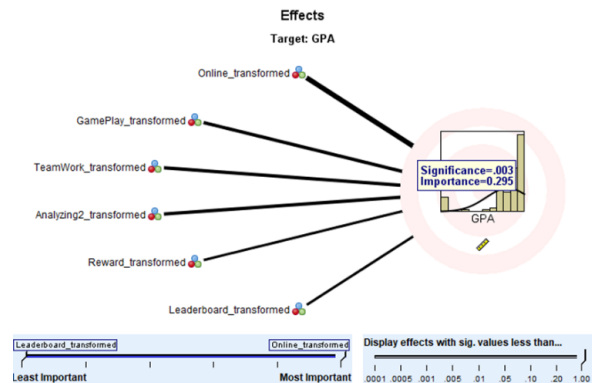 Effects
Target: GPA
Online_transformed
GamePlay_transformed
TeamWork_transformed
Analyzing2_transformed
Reward_transformed
Leaderboard_transformed
Significance=.003
Importance=0.295
GPA
Leaderboard_transformed Online_transformed
Least Important Most Important
Display effects with sig. values less than...
.0001 .0005 .001 .005 .01 .05 .10 .20 1.00